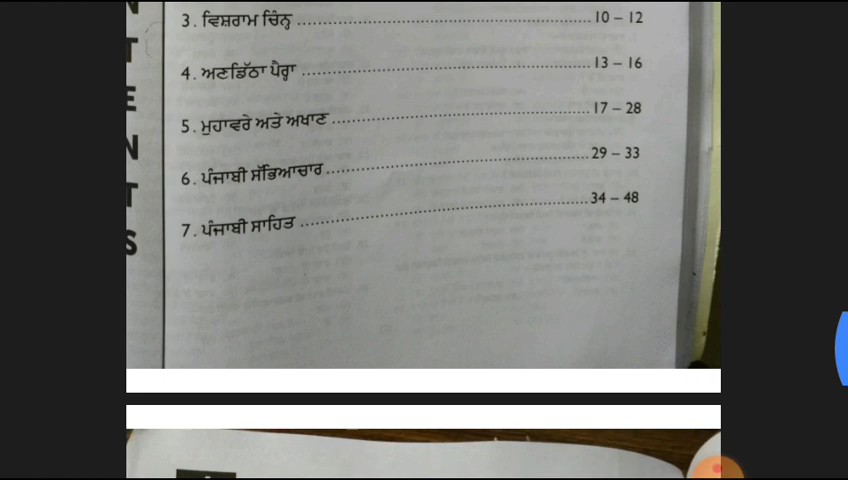 N
T
E
N
T
S
3. ਵਿਸ਼ਰਾਮ ਚਿੰਨ੍ਹ ........................ 10 – 12
4. ਅਣਡਿੱਠਾ ਪੈਰ੍ਹਾ ........................ 13 – 16
5. ਮੁਹਾਵਰੇ ਅਤੇ ਅਖਾਣ ........................ 17 – 28
6. ਪੰਜਾਬੀ ਸੱਭਿਆਚਾਰ ........................ 29 – 33
7. ਪੰਜਾਬੀ ਸਾਹਿਤ ........................ 34 – 48